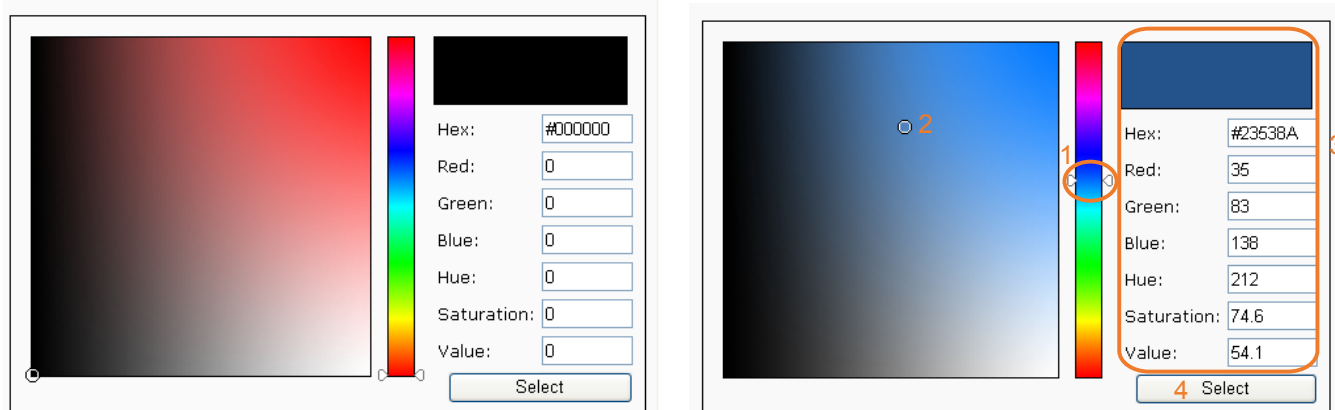 Hex: #000000
Red: 0
Green: 0
Blue: 0
Hue: 0
Saturation: 0
Value: 0
Select
2
1
3
Hex: #23538A
Red: 35
Green: 83
Blue: 138
Hue: 212
Saturation: 74.6
Value: 54.1
4 Select